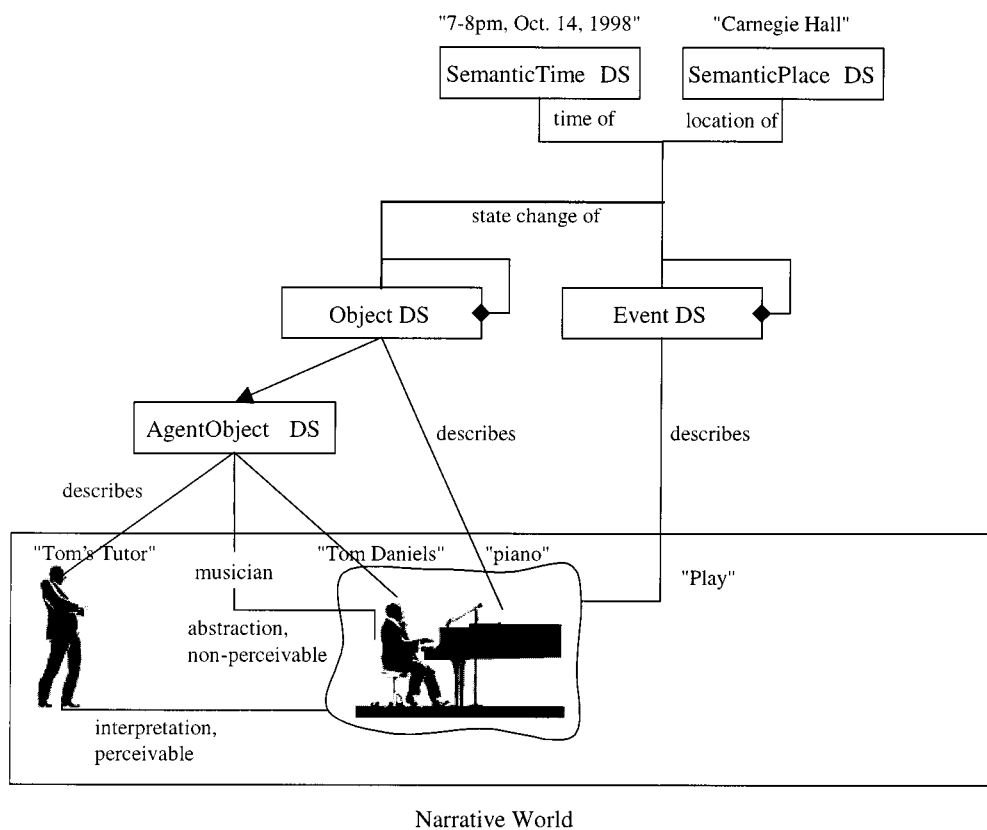 "7-8pm, Oct. 14, 1998" "Carnegie Hall"
SemanticTime DS SemanticPlace DS
time of location of
state change of
Object DS Event DS
AgentObject DS
describes describes
describes
"Tom's Tutor" "Tom Daniels" "piano"
musician "Play"
abstraction,
non-perceivable
interpretation,
perceivable
Narrative World